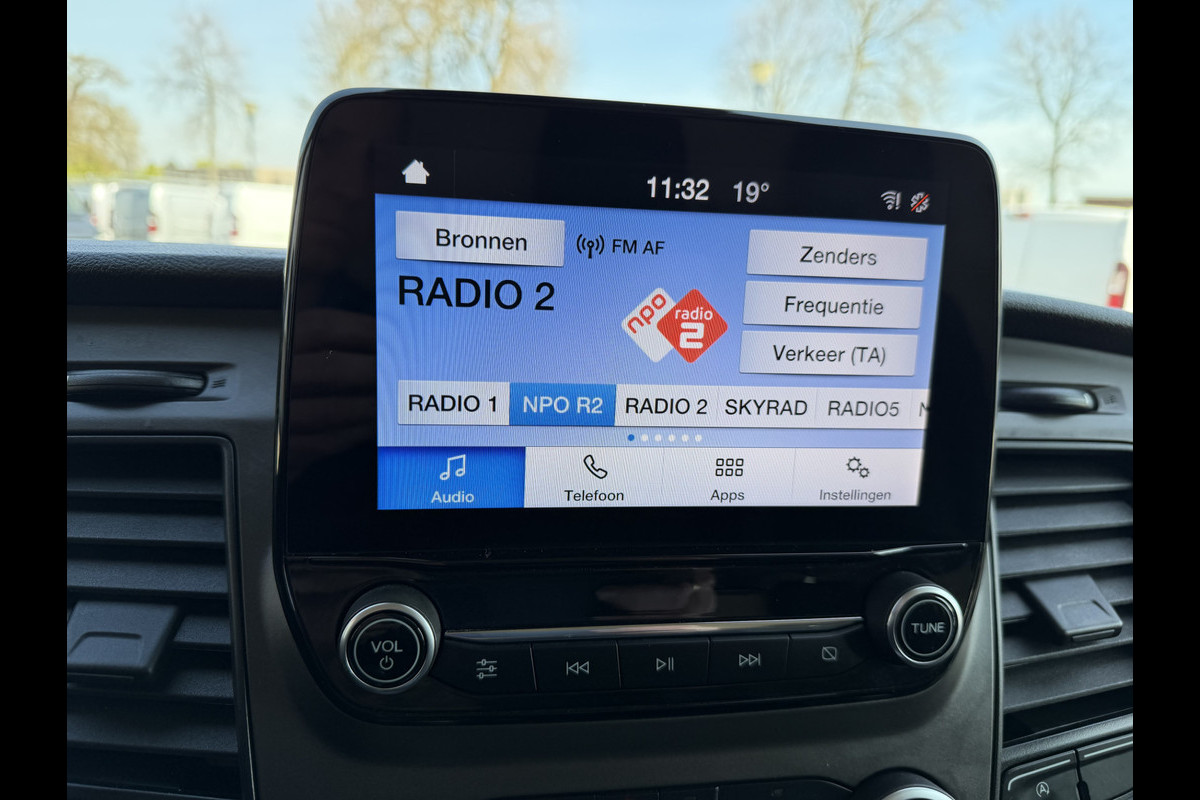 11:32 19°
Bronnen FM AF Zenders
RADIO 2
npo radio 2
Frequentie
Verkeer (TA)
RADIO 1 NPO R2 RADIO 2 SKYRAD RADIO5
Audio Telefoon Apps Instellingen
VOL TUNE